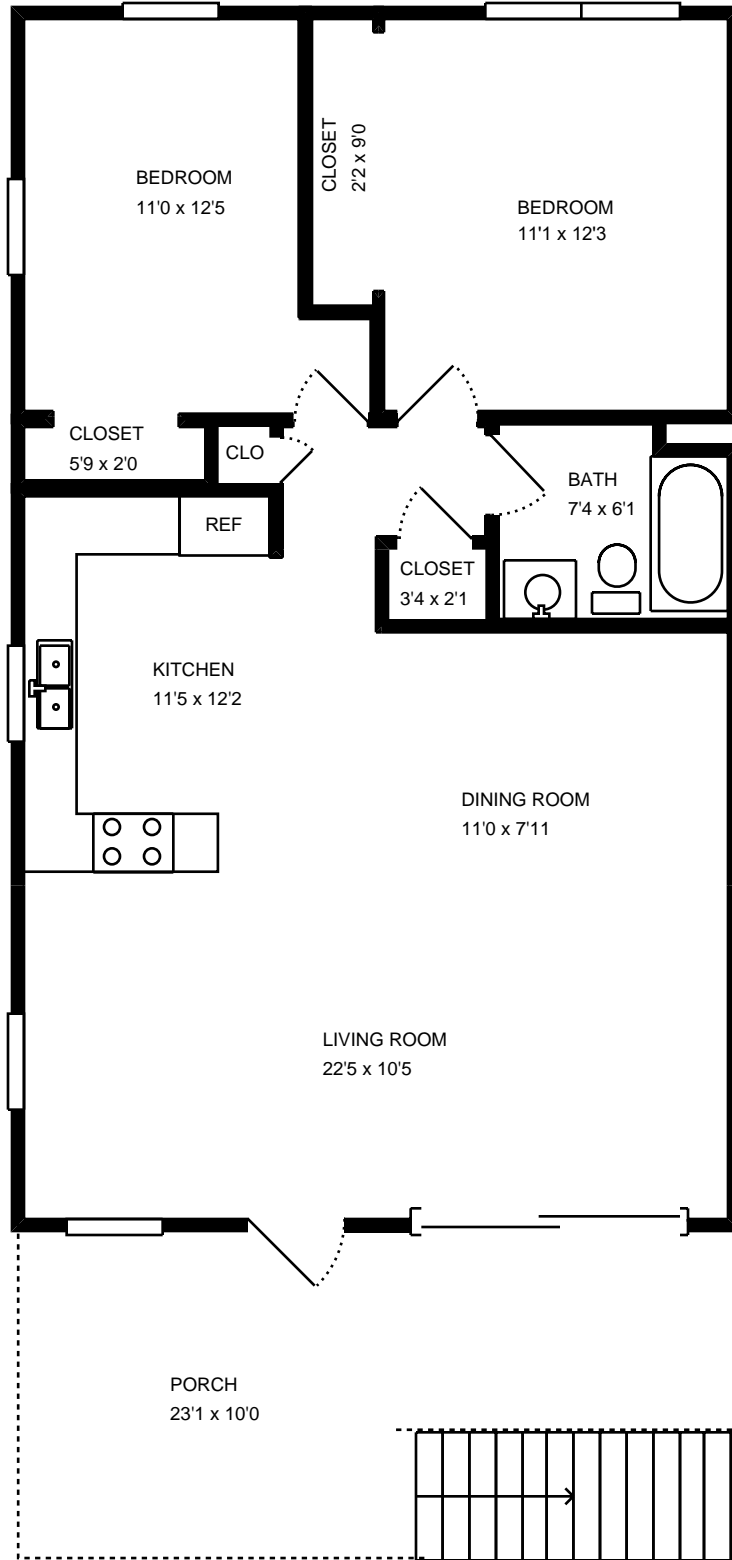 BEDROOM
11'0 x 12'5
CLOSET
2'2 x 9'0
BEDROOM
11'1 x 12'3
CLOSET
5'9 x 2'0
CLO
BATH
7'4 x 6'1
REF
CLOSET
3'4 x 2'1
KITCHEN
11'5 x 12'2
DINING ROOM
11'0 x 7'11
LIVING ROOM
22'5 x 10'5
PORCH
23'1 x 10'0